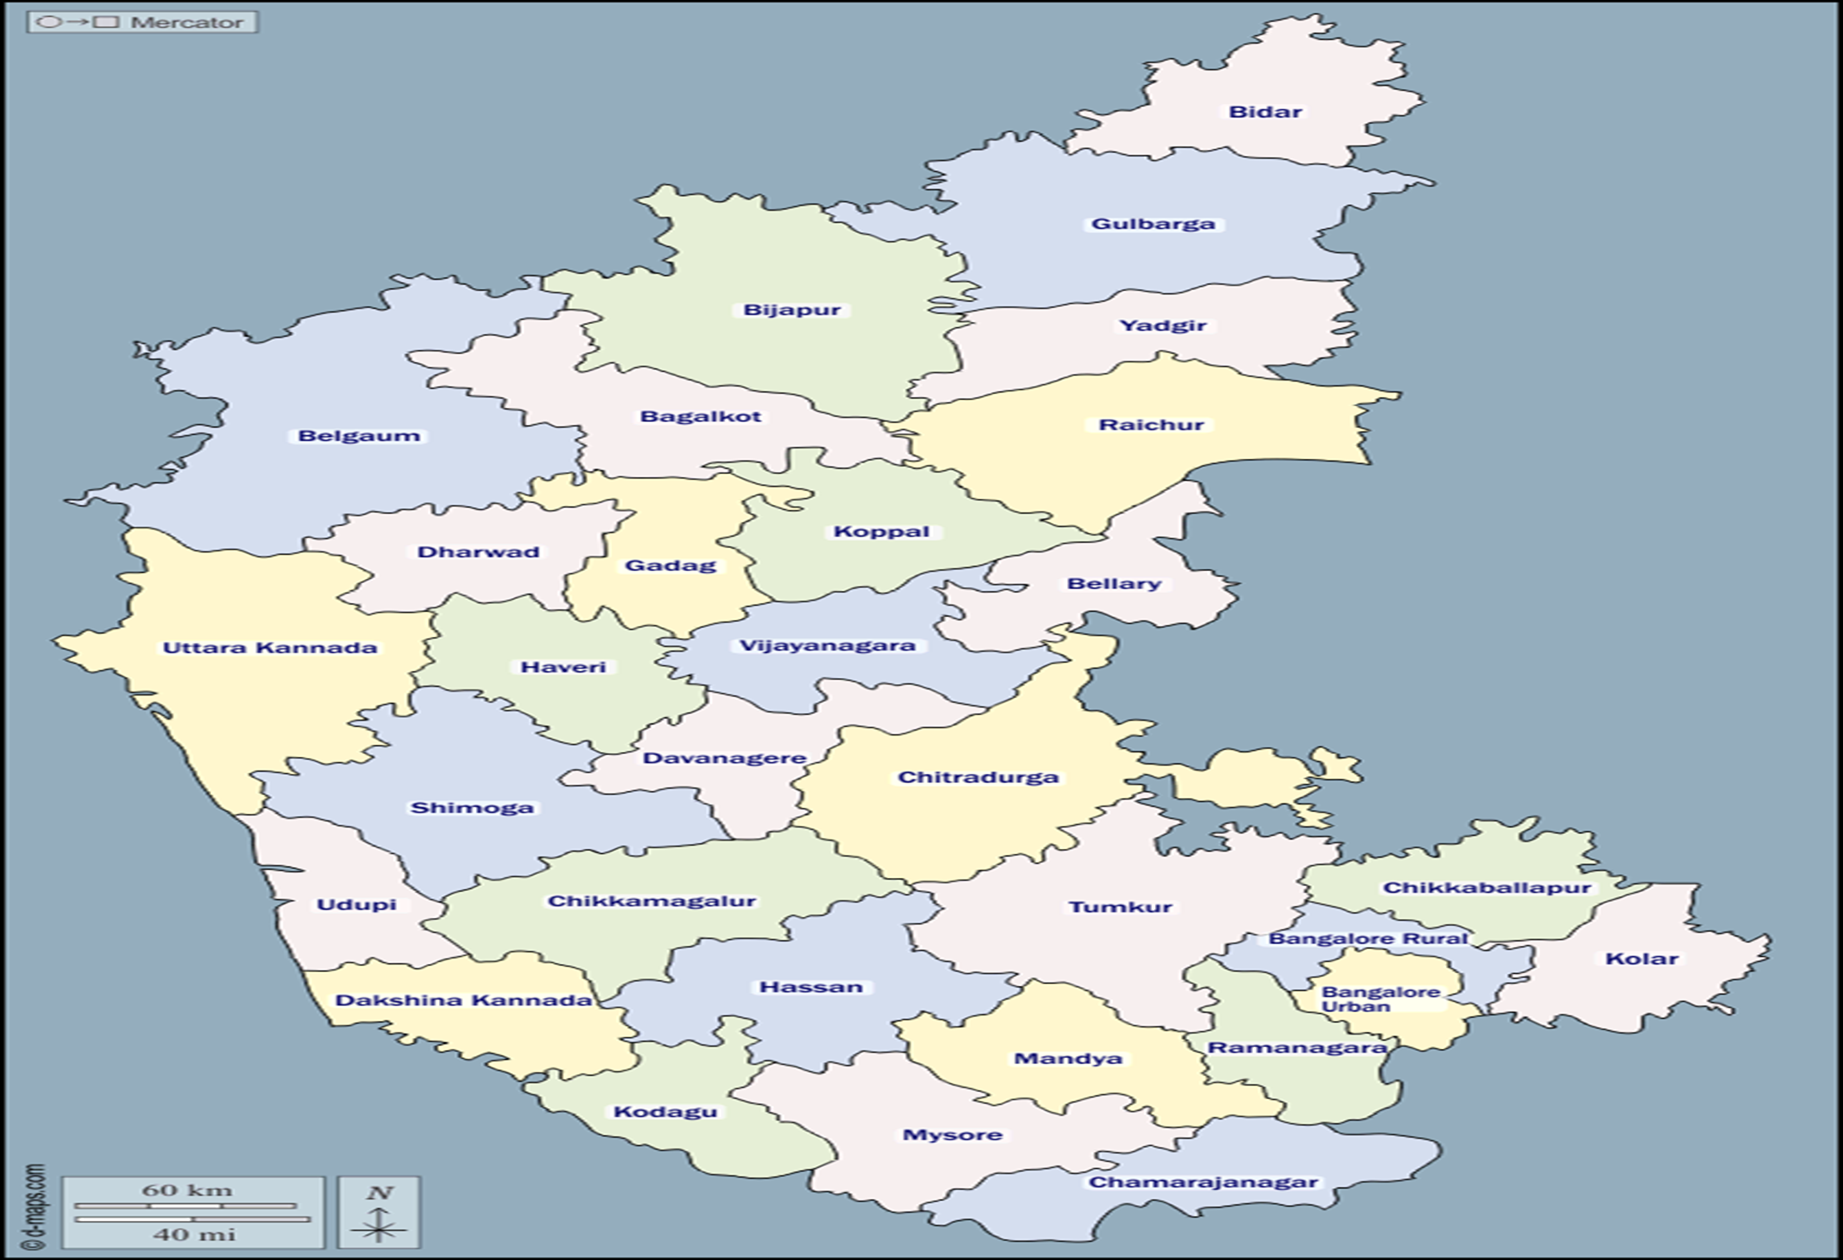 Mercator
Bidar
Gulbarga
Bijapur
Yadgir
Bagalkot
Raichur
Belgaum
Koppal
Dharwad
Gadag
Bellary
Uttara Kannada
Haveri
Vijayanagara
Davanagere
Chitradurga
Shimoga
Chikkaballapur
Udupi
Chikkamagalur
Tumkur
Bangalore Rural
Kolar
Hassan
Bangalore
Urban
Dakshina Kannada
Ramanagara
Mandya
Kodagu
Mysore
Chamarajanagar
60 km
40 mi
N
© d-maps.com